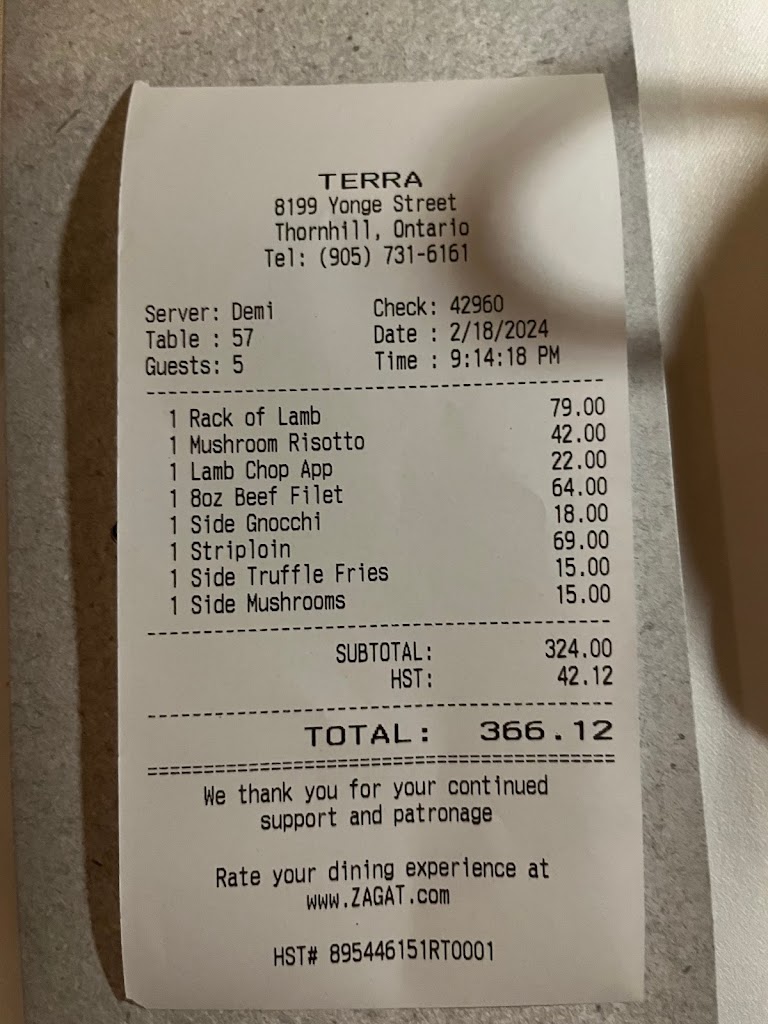 TERRA
8199 Yonge Street
Thornhill, Ontario
Tel: (905) 731-6161
Server: Demi Check: 42960
Table : 57 Date : 2/18/2024
Guests: 5 Time : 9:14:18 PM
1 Rack of Lamb 79.00
1 Mushroom Risotto 42.00
1 Lamb Chop App 22.00
1 8oz Beef Filet 64.00
1 Side Gnocchi 18.00
1 Striploin 69.00
1 Side Truffle Fries 15.00
1 Side Mushrooms 15.00
SUBTOTAL: 324.00
HST: 42.12
TOTAL: 366.12
We thank you for your continued
support and patronage
Rate your dining experience at
www.ZAGAT.com
HST# 895446151RT0001